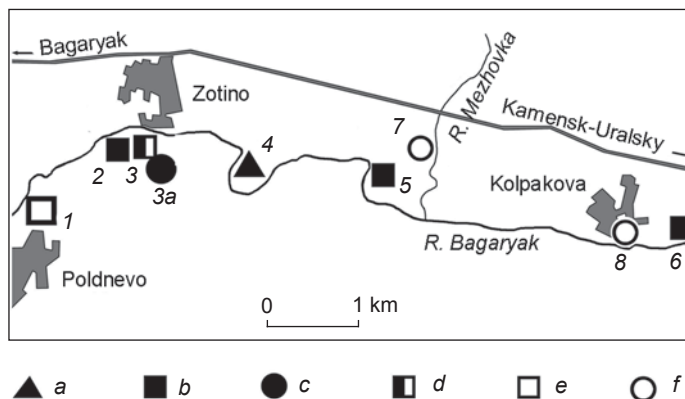 ← Bagaryak
Zotino
R. Mezhovka
Kamensk-Uralsky ←
7
4
2
3
3a
5
Kolpakova
1
R. Bagaryak
8
6
Poldnevo
0 1 km
a b c d e f